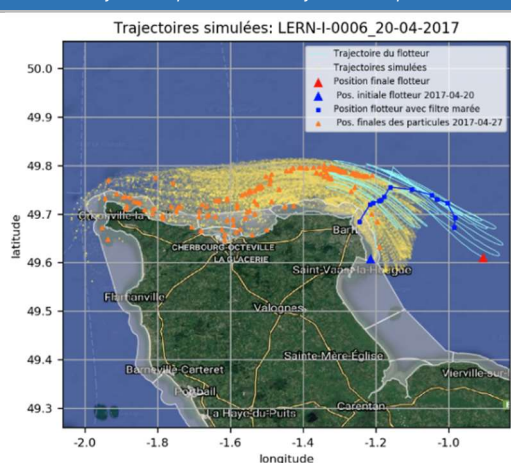 Trajectoires simulées: LERN-I-0006_20-04-2017
Trajectoire du flotteur
Trajectoires simulées
Position finale flotteur
Pos. initiale flotteur 2017-04-20
Position flotteur avec filtre marée
Pos. finales des particules 2017-04-27
50.0
49.9
49.8
49.7
49.6
49.5
49.4
49.3
latitude
CHERBOURG-OCTEVILLE
LA GLACERIE
Barfl
Saint-Vaast-la-Hougue
Flamanville
Valognes
Sainte-Mère-Église
Barneville-Carteret
Vierville-sur-
Portbail
Carentan
La Haye-du-Puits
-2.0 -1.8 -1.6 -1.4 -1.2 -1.0
longitude